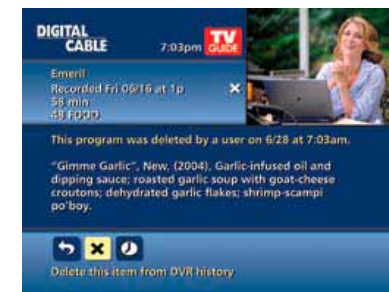 DIGITAL
CABLE
7:03pm
TV
GUIDE
Emeril
Recorded Fri 06/16 at 1p
58 min
48 FOOD
This program was deleted by a user on 6/28 at 7:03am.
"Gimme Garlic", New, (2004), Garlic-infused oil and
dipping sauce; roasted garlic soup with goat-cheese
croutons; dehydrated garlic flakes; shrimp-scampi
po'boy.
Delete this item from DVR history